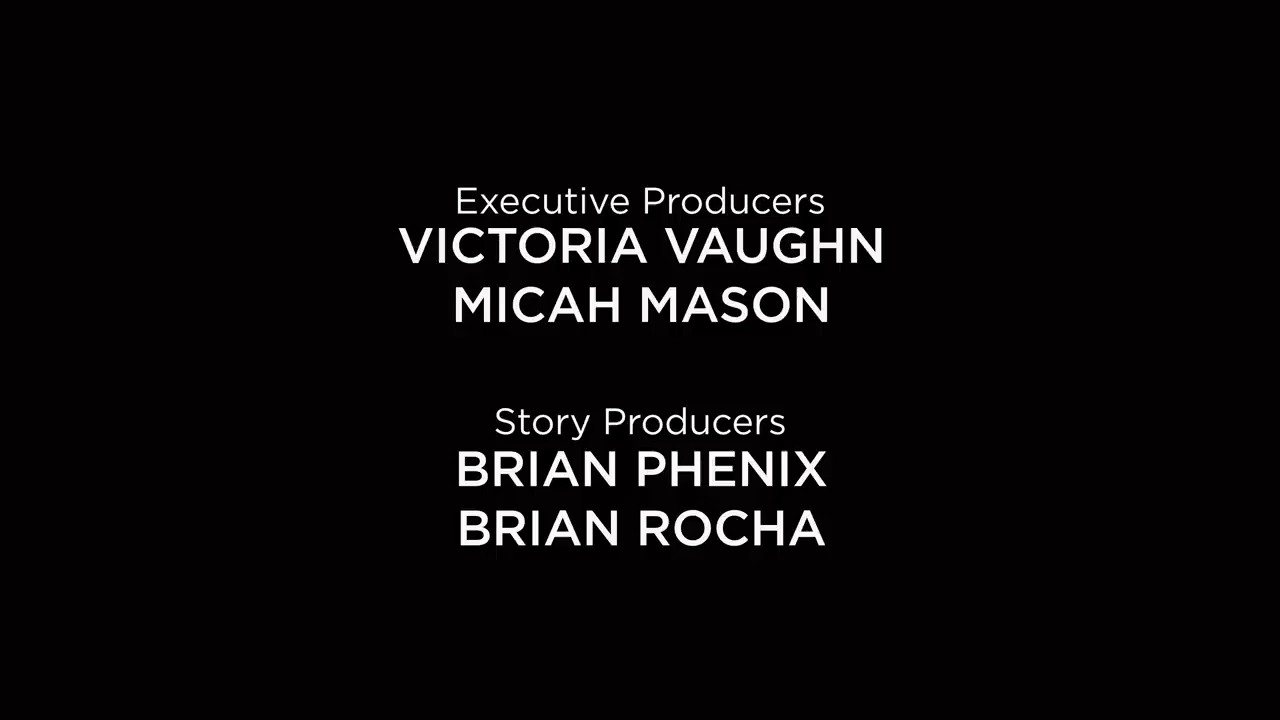 Executive Producers
VICTORIA VAUGHN
MICAH MASON
Story Producers
BRIAN PHENIX
BRIAN ROCHA